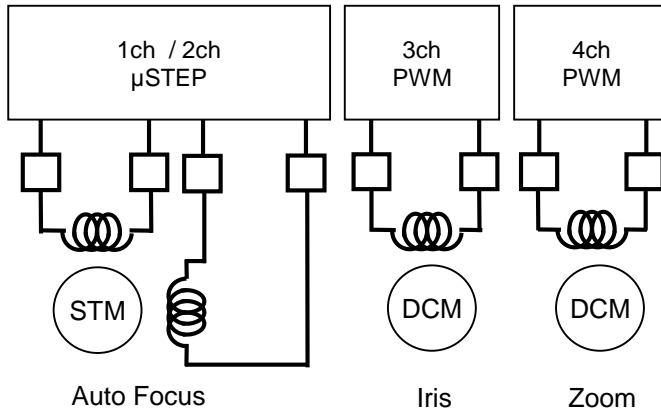 1ch / 2ch
µSTEP
3ch
PWM
4ch
PWM
STM
DCM
DCM
Auto Focus
Iris
Zoom